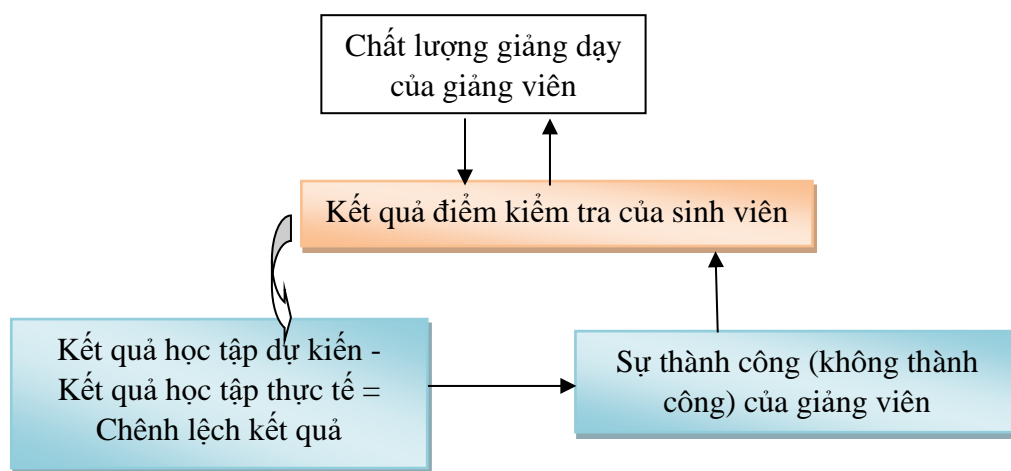 Chất lượng giảng dạy
của giảng viên
Kết quả điểm kiểm tra của sinh viên
Kết quả học tập dự kiến -
Kết quả học tập thực tế =
Chênh lệch kết quả
Sự thành công (không thành
công) của giảng viên